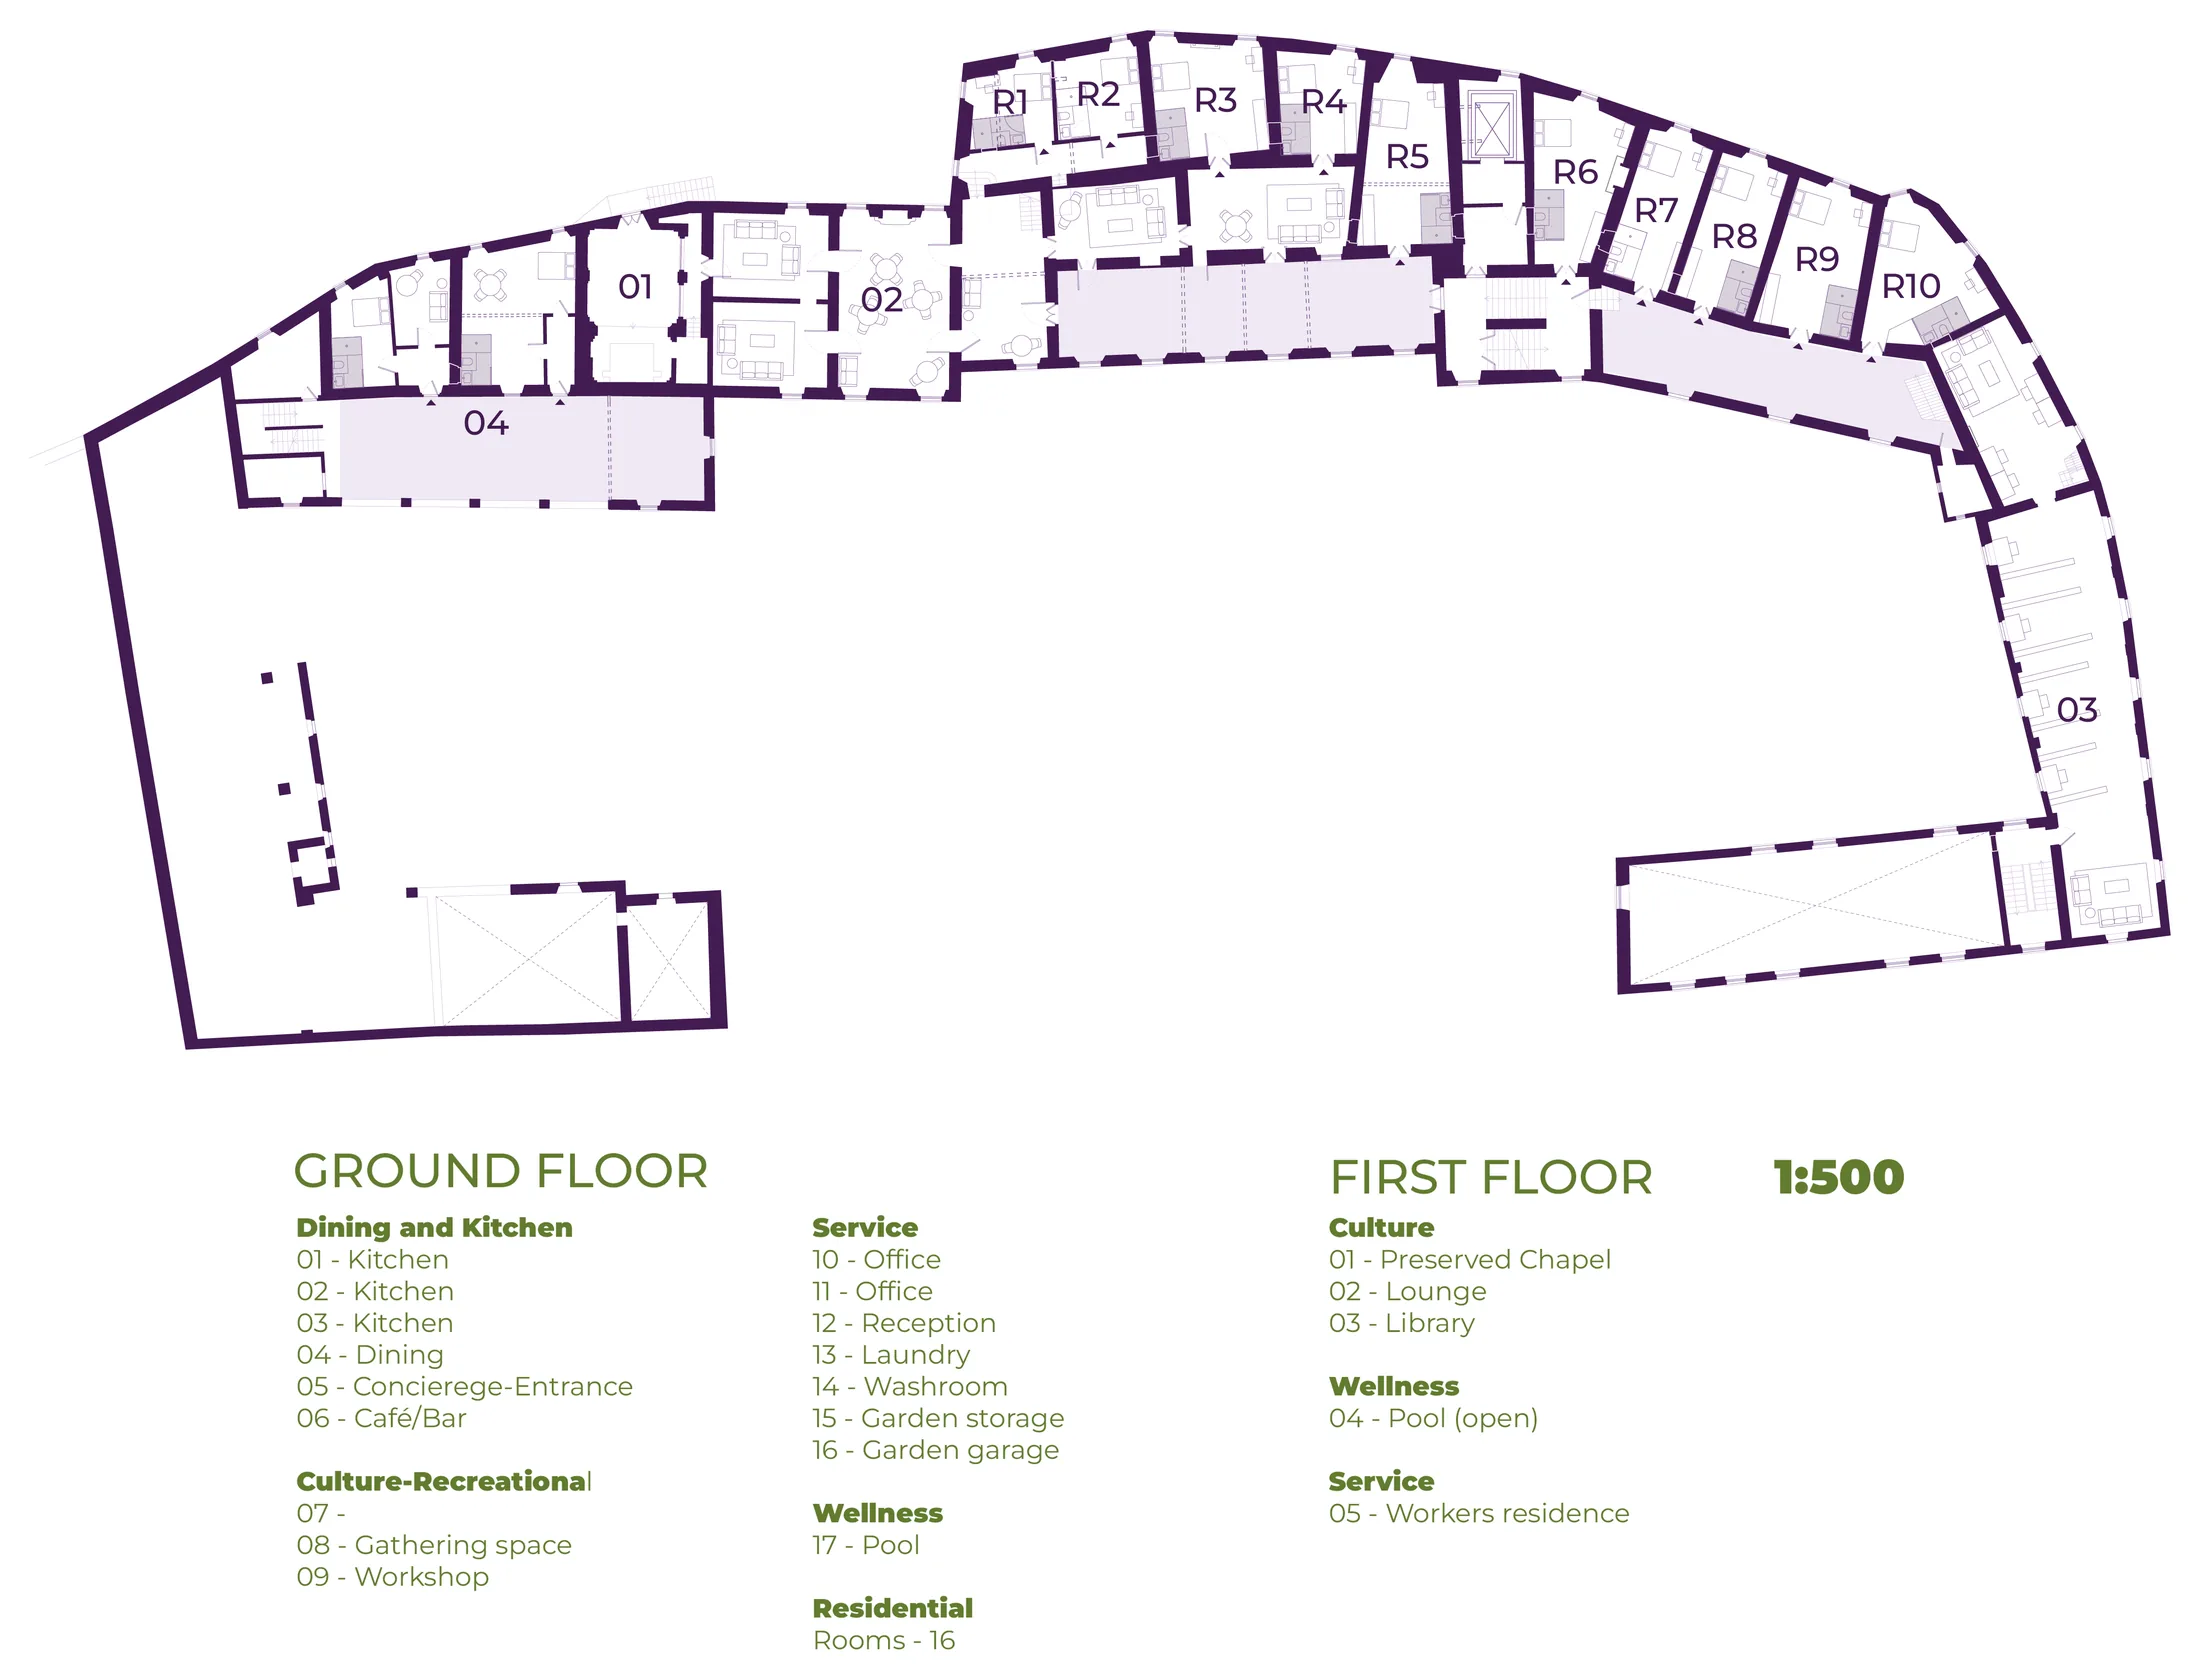 R1
R2
R3
R4
R5
R6
R7
R8
R9
R10
01
02
03
04
GROUND FLOOR
Dining and Kitchen
01 - Kitchen
02 - Kitchen
03 - Kitchen
04 - Dining
05 - Concierege-Entrance
06 - Café/Bar
Culture-Recreational
07 -
08 - Gathering space
09 - Workshop
Service
10 - Office
11 - Office
12 - Reception
13 - Laundry
14 - Washroom
15 - Garden storage
16 - Garden garage
Wellness
17 - Pool
Residential
Rooms - 16
FIRST FLOOR 1:500
Culture
01 - Preserved Chapel
02 - Lounge
03 - Library
Wellness
04 - Pool (open)
Service
05 - Workers residence